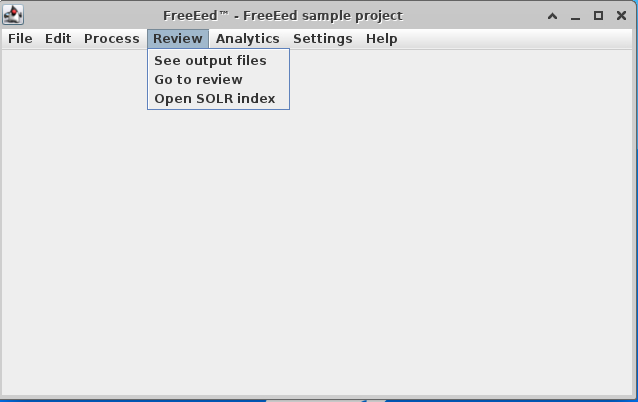 FreeEed™ - FreeEed sample project
File Edit Process Review Analytics Settings Help
See output files
Go to review
Open SOLR index